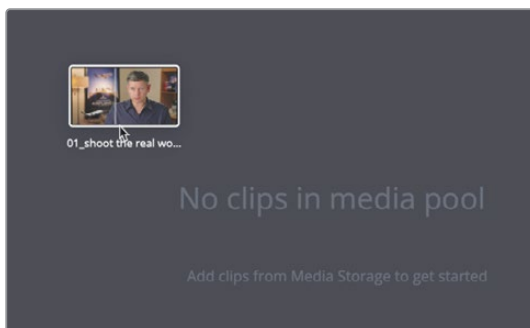 01_shoot the real wo...
No clips in media pool
Add clips from Media Storage to get started